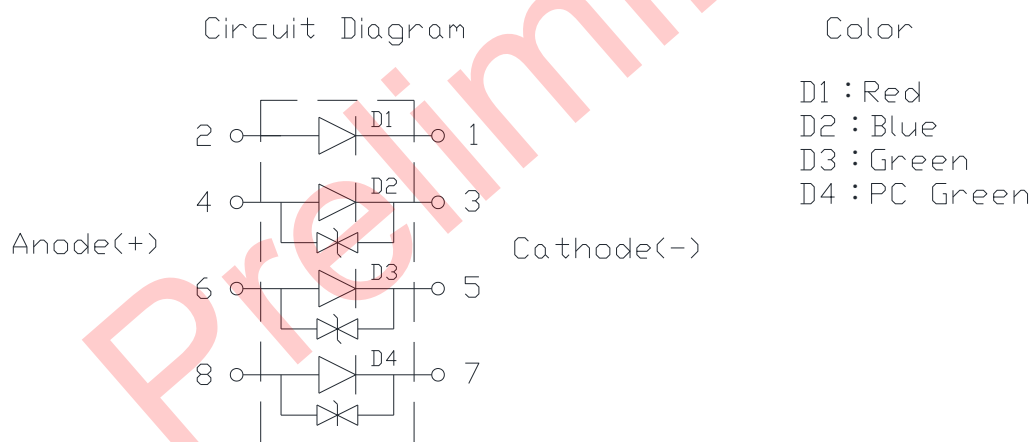 Circuit Diagram
Color
D1:Red
D2:Blue
D3:Green
D4:PC Green
2
D1
1
4
D2
3
Anode(+)
Cathode(-)
6
D3
5
8
D4
7
Prelimi